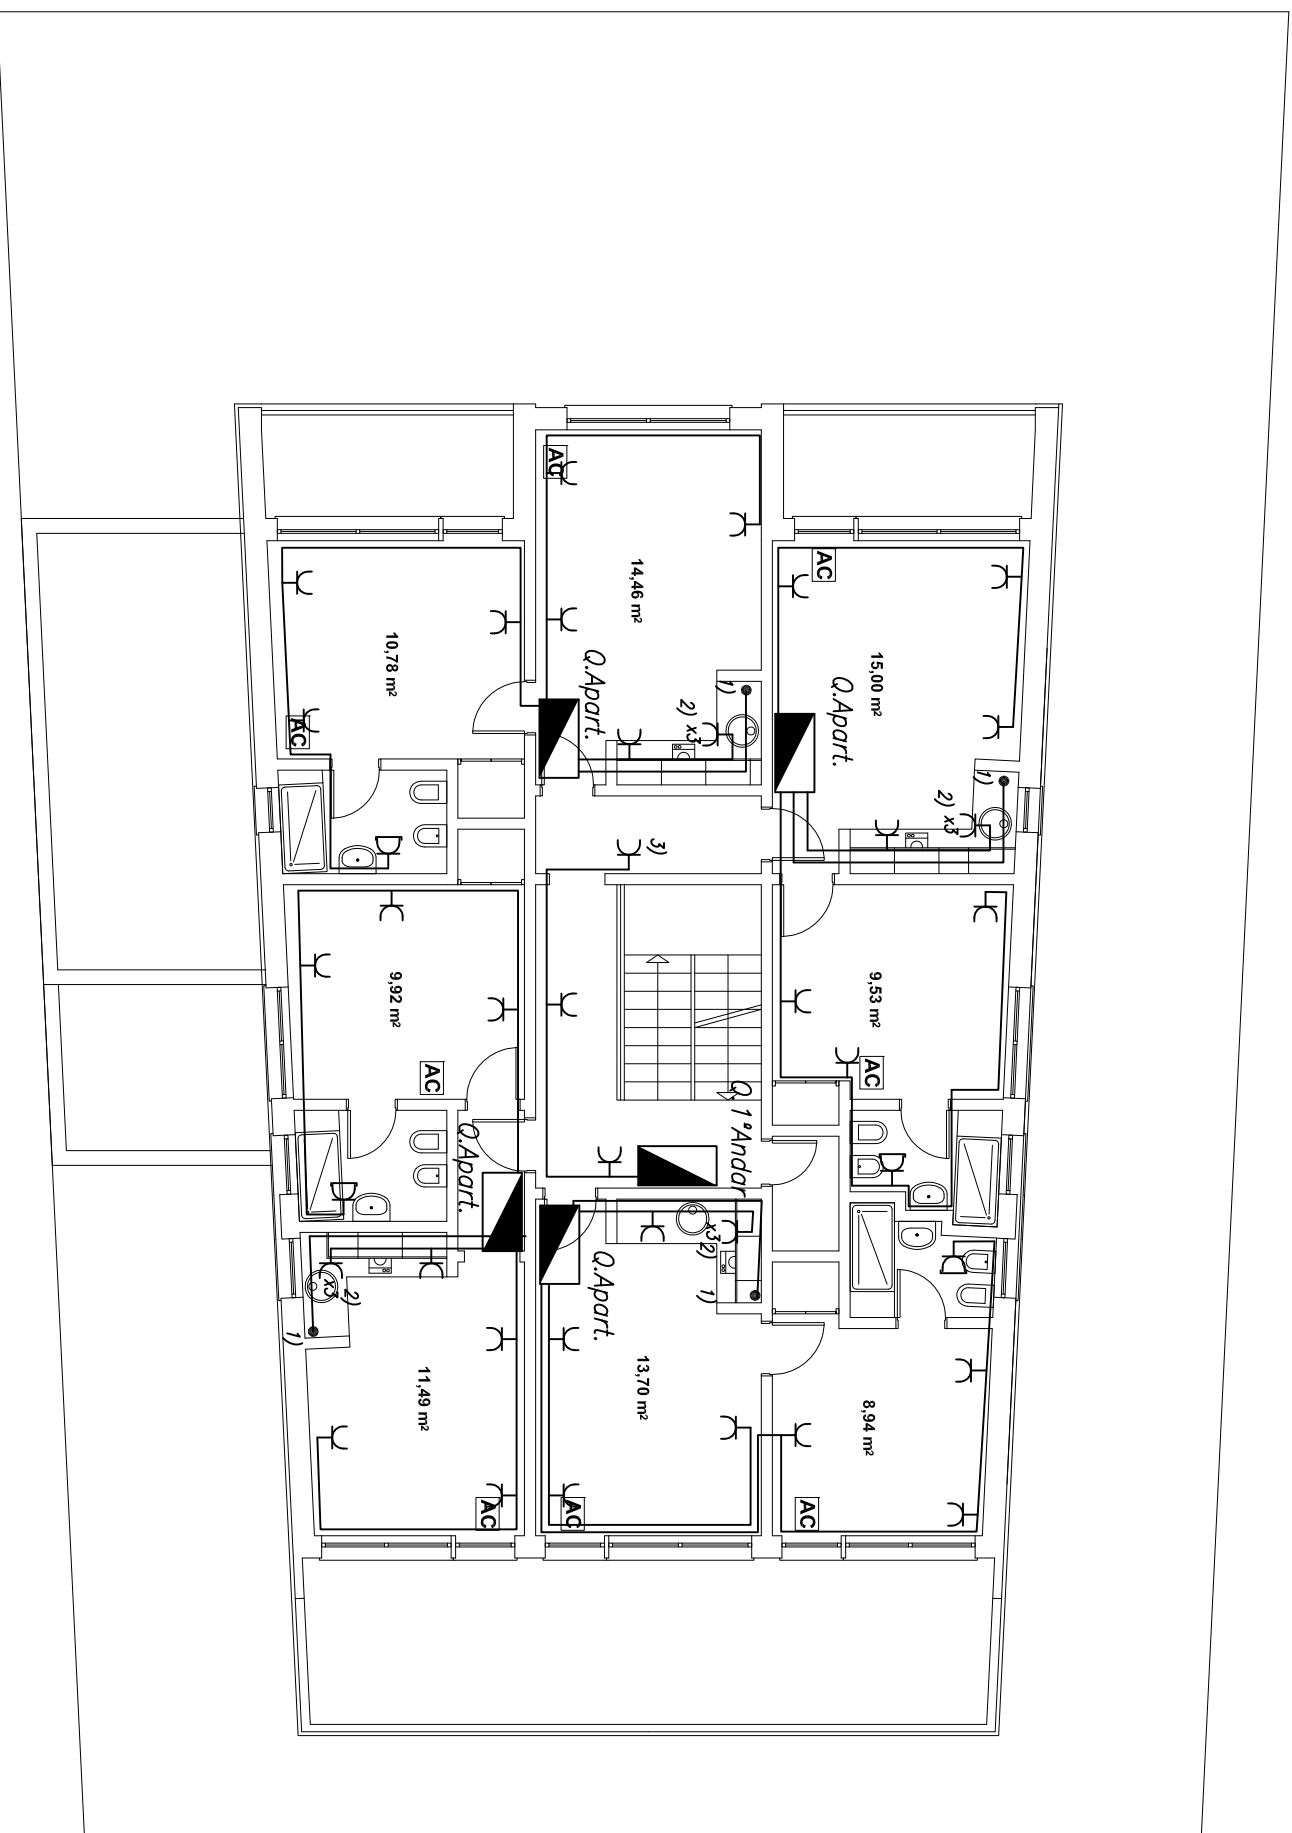 AC
14,46 m²
Q.Apart.
1)
2) x3
AC
15,00 m²
Q.Apart.
1)
2) x3
10,78 m²
AC
3)
9,92 m²
AC
Q.Apart.
9,53 m²
AC
Q.1ºAndar
2)
x3
1)
11,49 m²
AC
x3
2)
1)
Q.Apart.
13,70 m²
AC
8,94 m²
AC